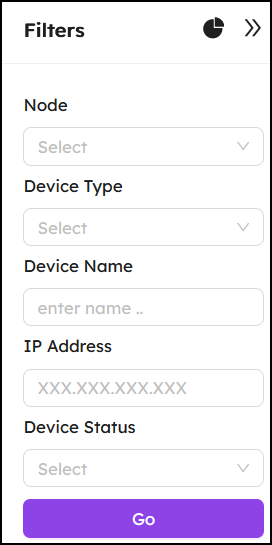 Filters
Node
Select
Device Type
Select
Device Name
enter name ..
IP Address
XXX.XXX.XXX.XXX
Device Status
Select
Go